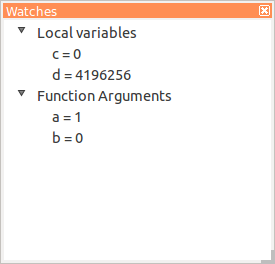 Watches
Local variables
c = 0
d = 4196256
Function Arguments
a = 1
b = 0